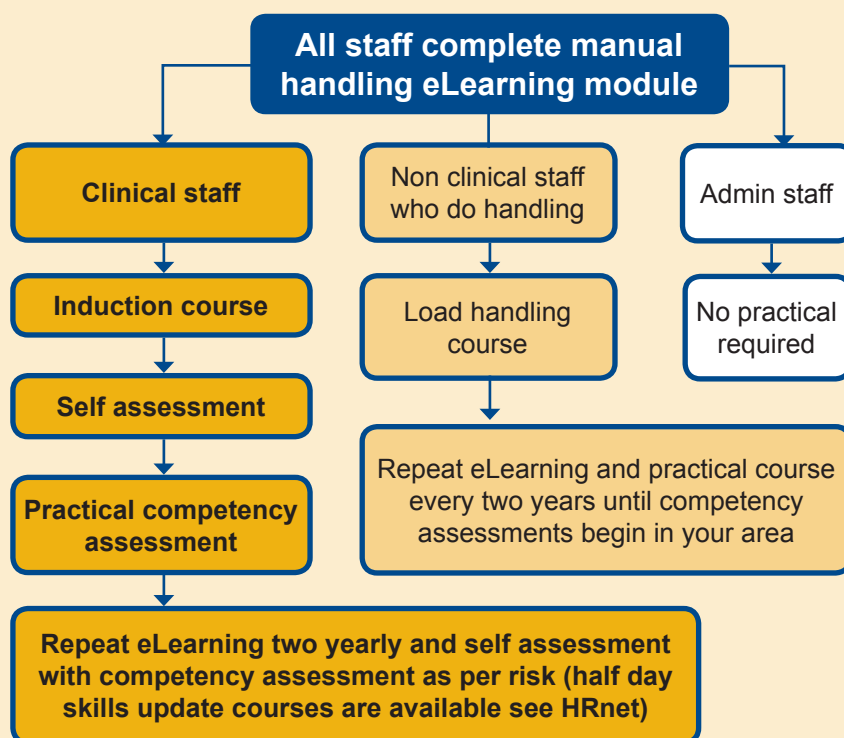 All staff complete manual
handling eLearning module
Clinical staff
Induction course
Self assessment
Practical competency
assessment
Repeat eLearning two yearly and self assessment
with competency assessment as per risk (half day
skills update courses are available see HRnet)
Non clinical staff
who do handling
Load handling
course
Repeat eLearning and practical course
every two years until competency
assessments begin in your area
Admin staff
No practical
required